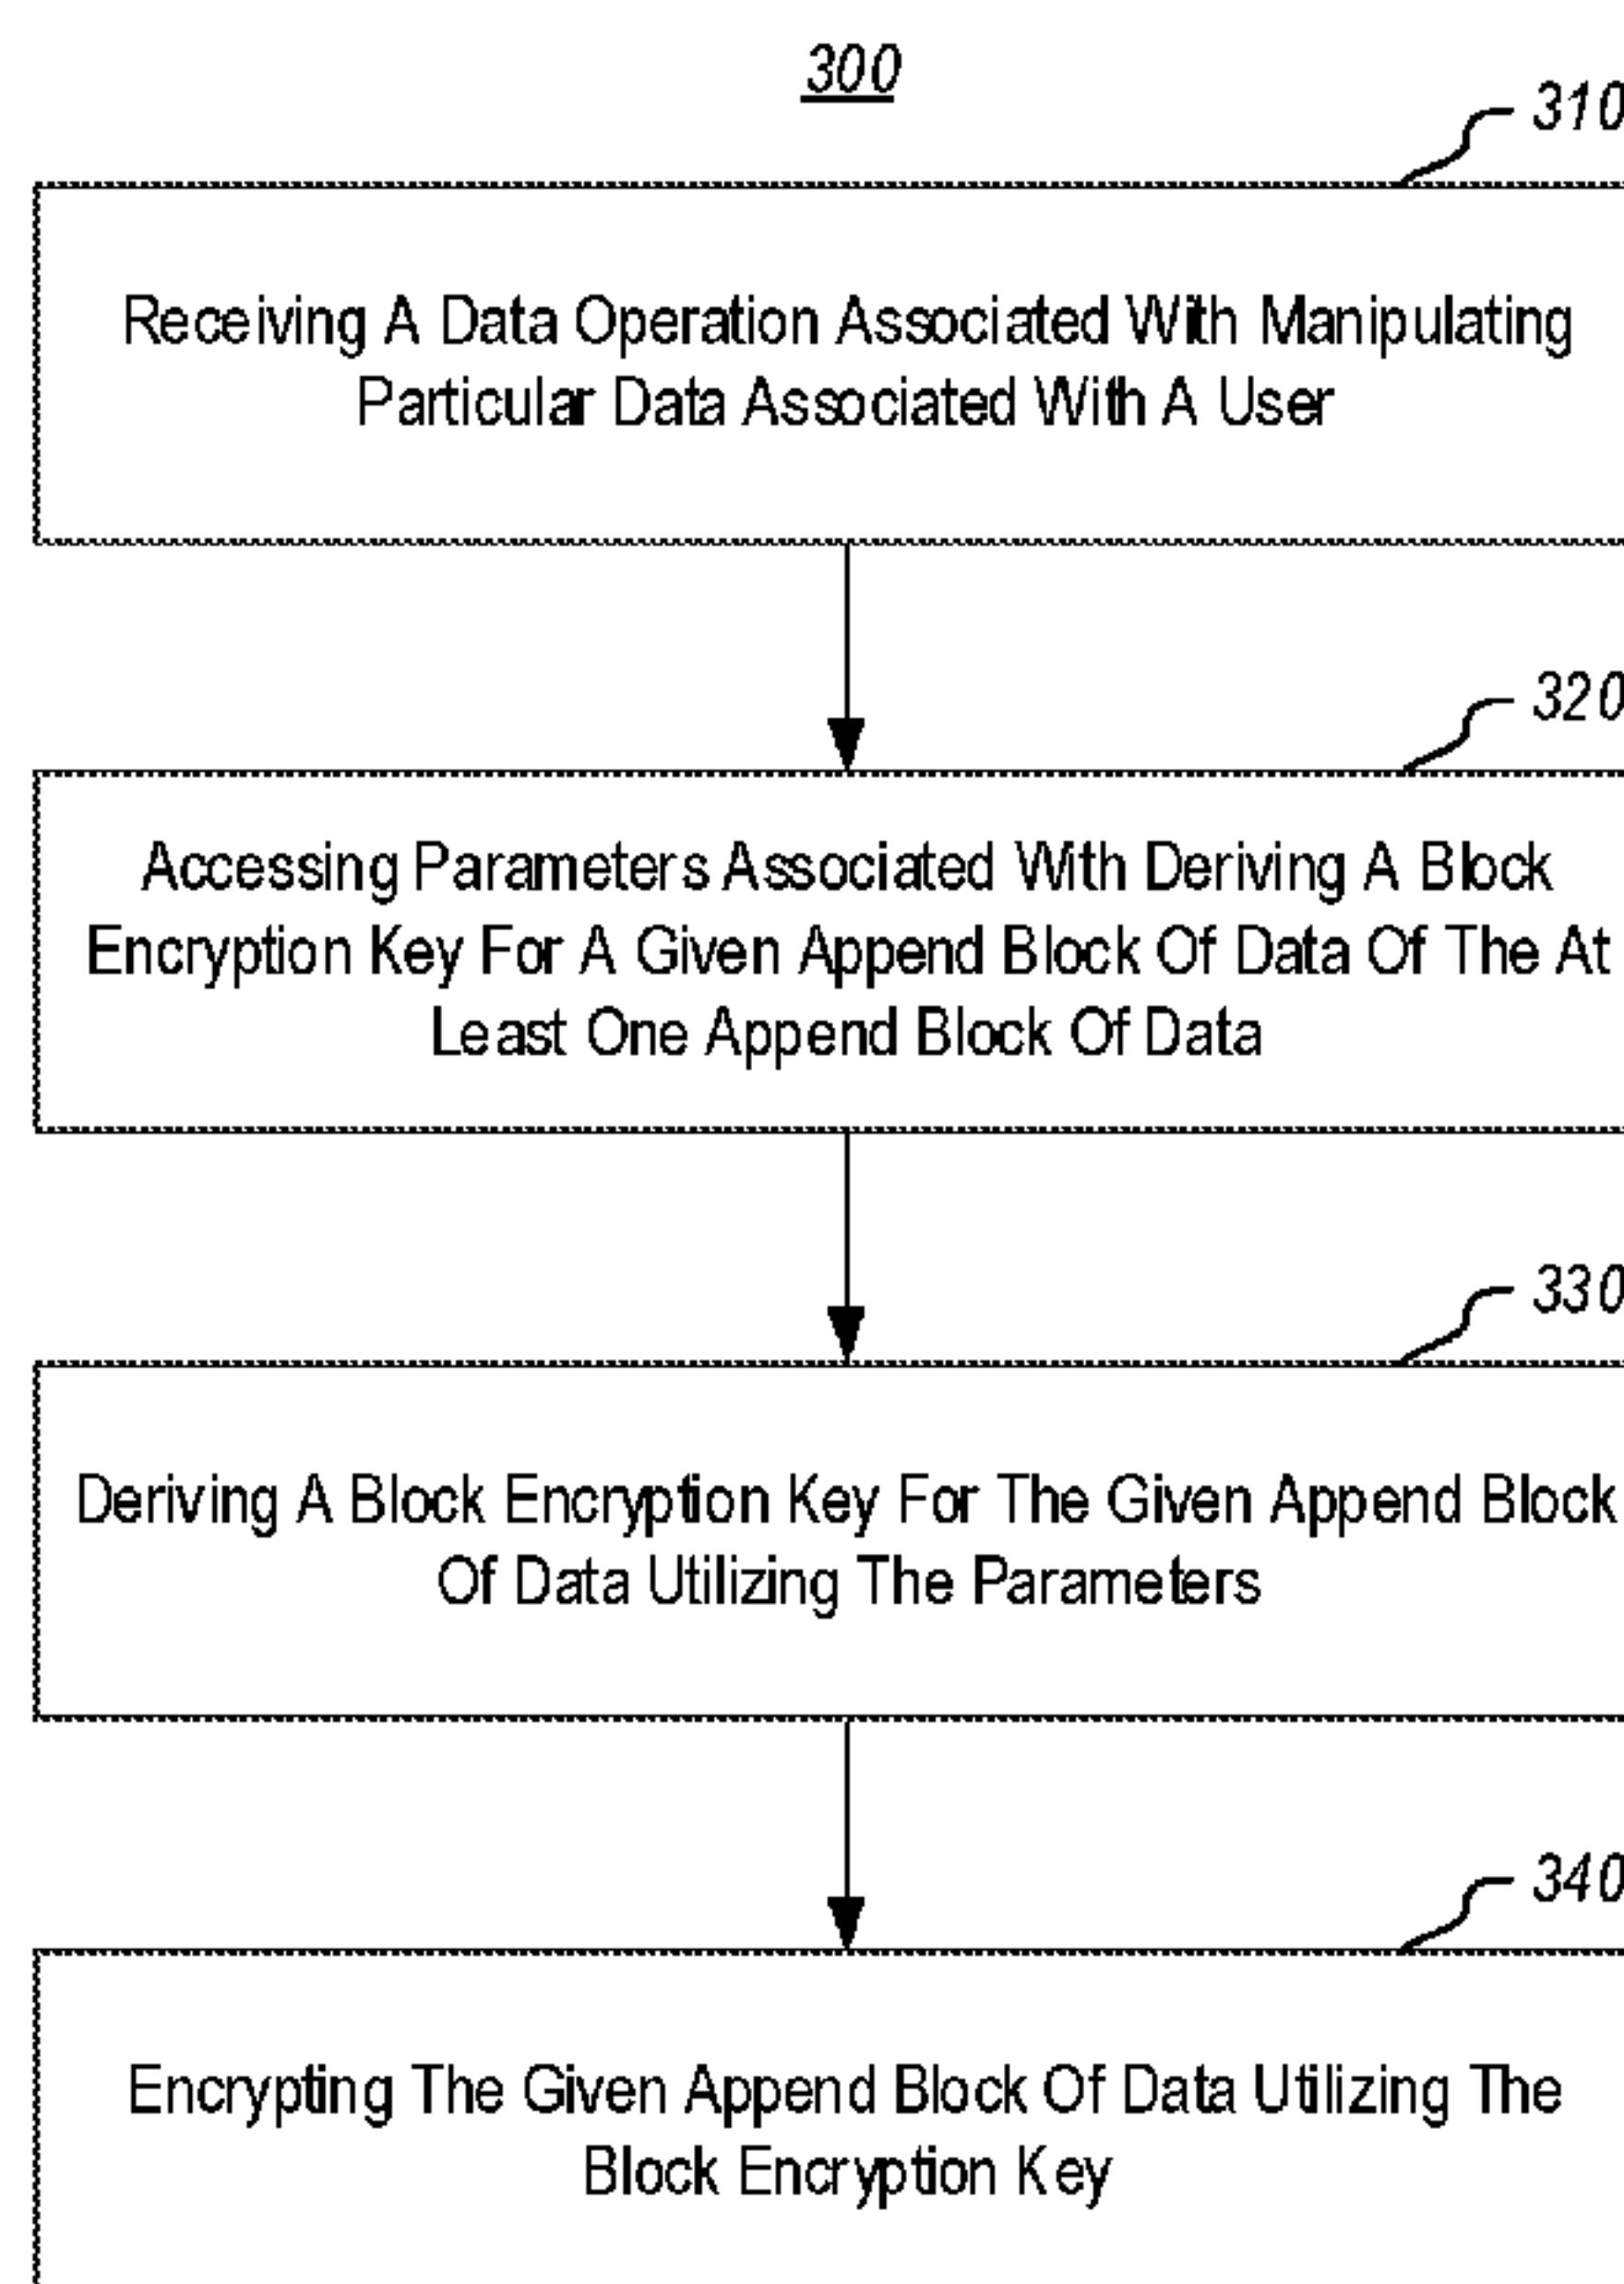 300
310
Receiving A Data Operation Associated With Manipulating
Particular Data Associated With A User
320
Accessing Parameters Associated With Deriving A Block
Encryption Key For A Given Append Block Of Data Of The At
Least One Append Block Of Data
330
Deriving A Block Encryption Key For The Given Append Block
Of Data Utilizing The Parameters
340
Encrypting The Given Append Block Of Data Utilizing The
Block Encryption Key